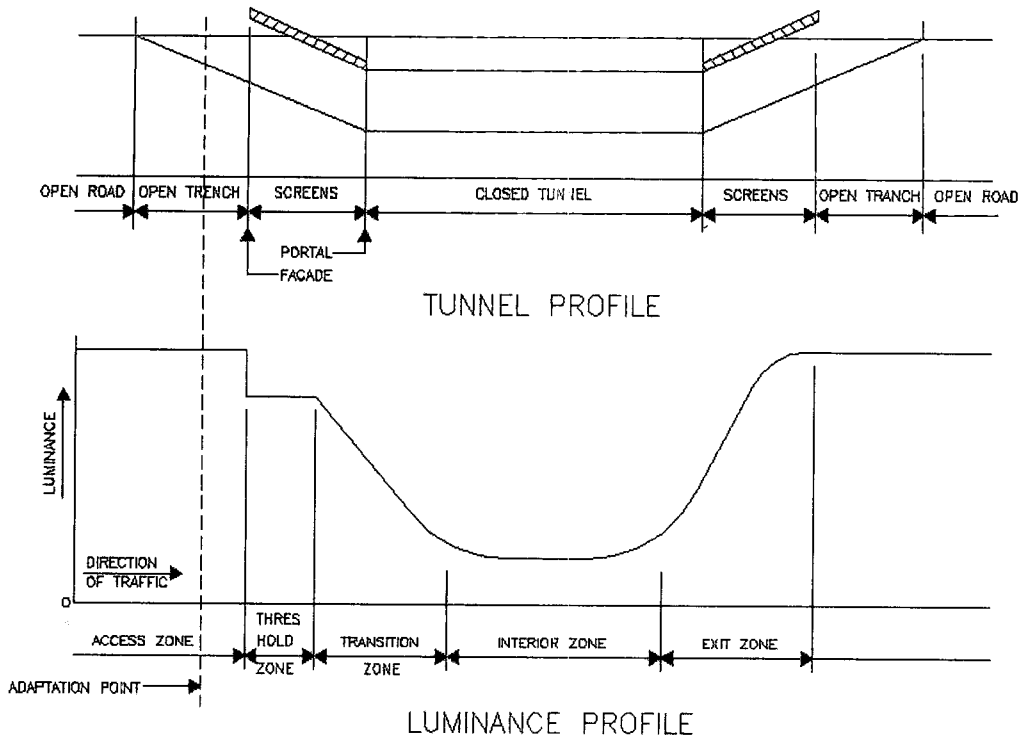 OPEN ROAD OPEN TRENCH SCREENS CLOSED TUNNEL SCREENS OPEN TRANCH OPEN ROAD
PORTAL
FAÇADE
TUNNEL PROFILE
LUMINANCE
DIRECTION
OF TRAFFIC
0
ACCESS ZONE
THRES
HOLD
ZONE
TRANSITION
ZONE
INTERIOR ZONE
EXIT ZONE
ADAPTATION POINT
LUMINANCE PROFILE